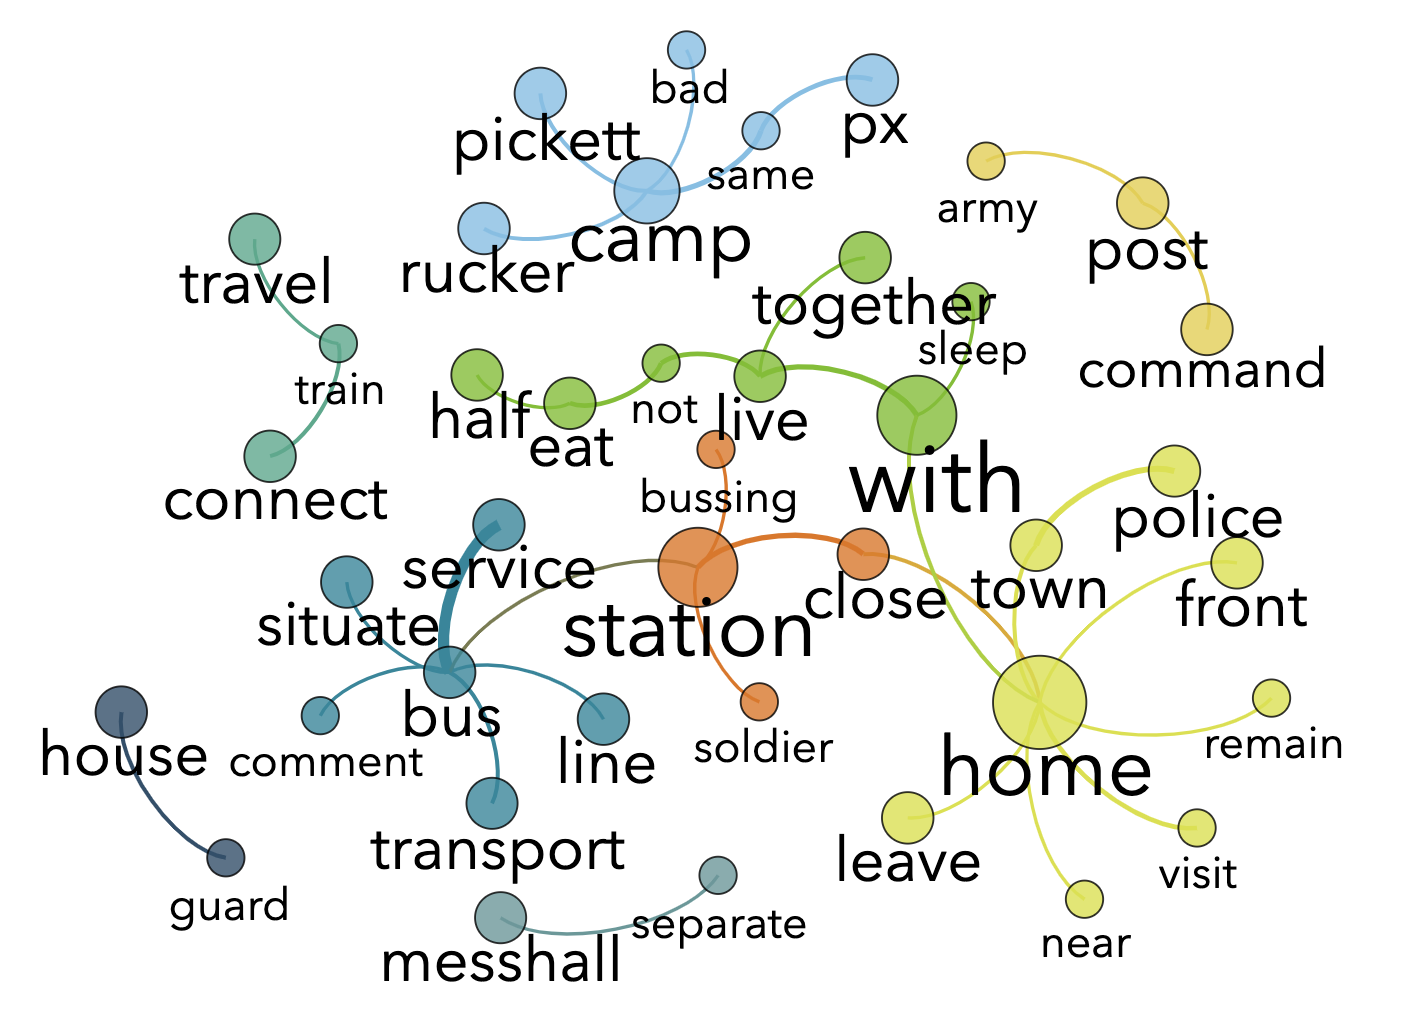 bad
pickett
px
same
army
camp
post
rucker
travel
together
sleep
command
train
half
not
live
eat
with
connect
bussing
police
service
town
close
front
situate
station
bus
house
comment
line
soldier
remain
home
transport
leave
visit
guard
separate
near
messhall